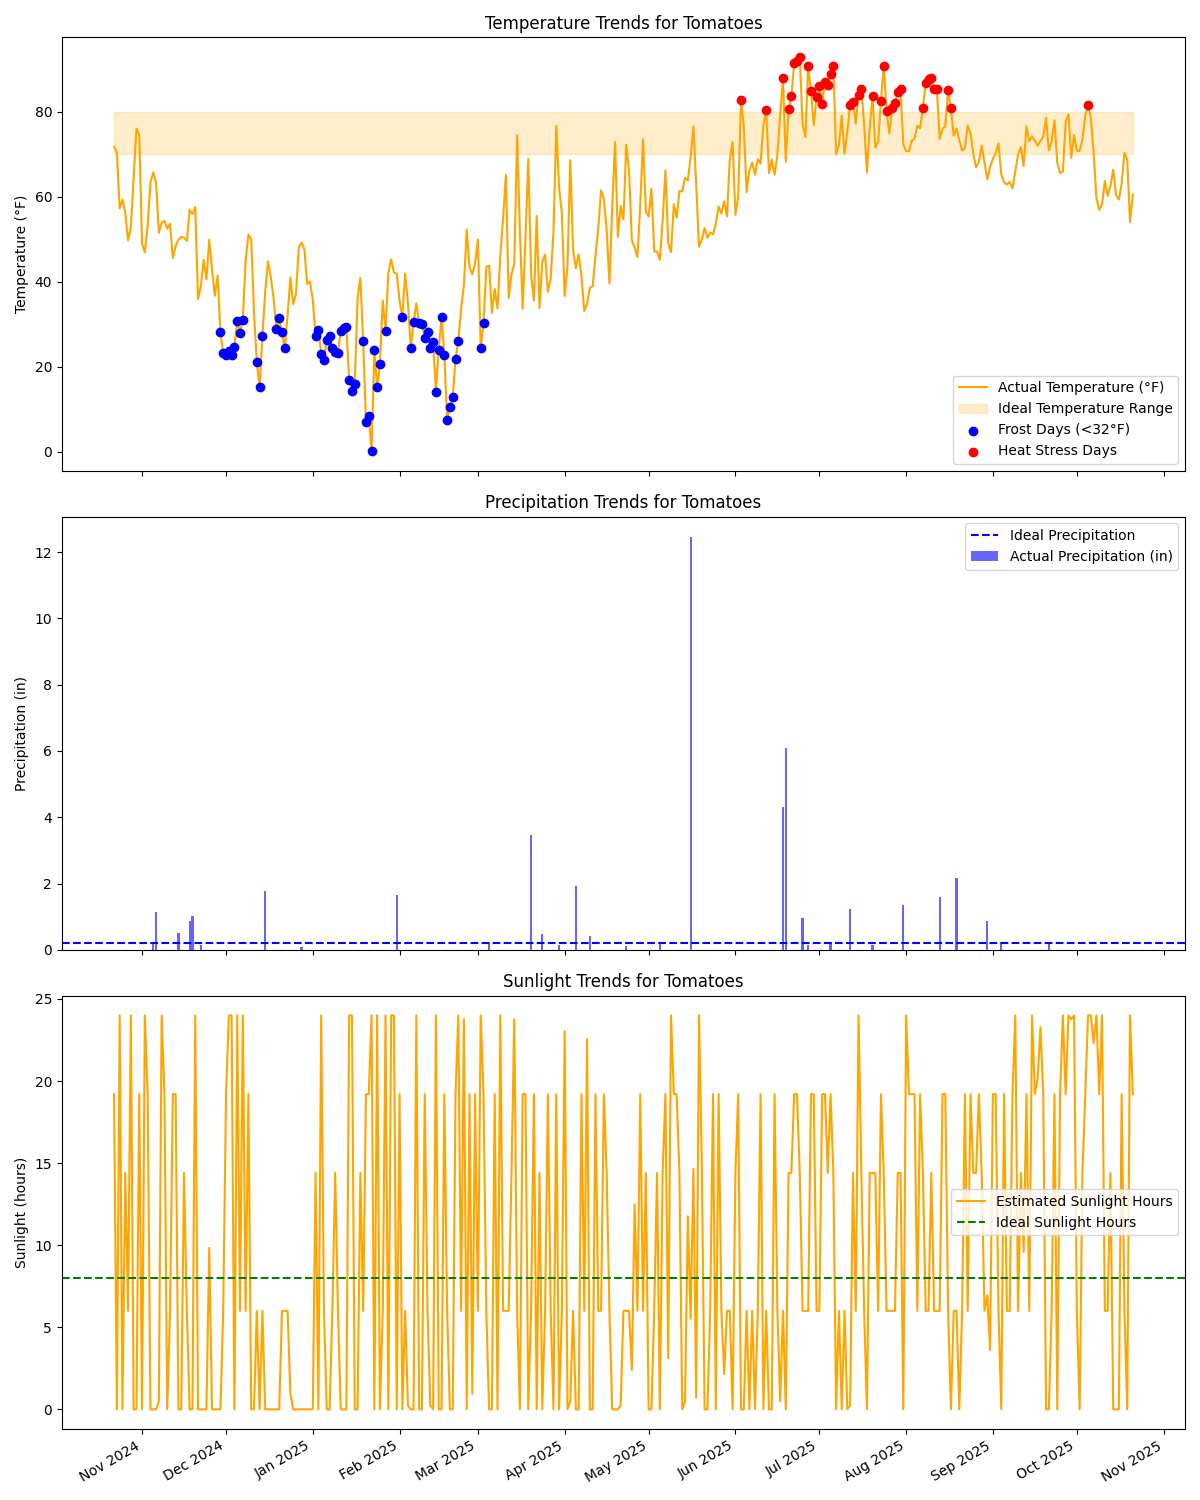 Temperature Trends for Tomatoes
Temperature (°F)
80
60
40
20
0
Actual Temperature (°F)
Ideal Temperature Range
Frost Days (<32°F)
Heat Stress Days
Precipitation Trends for Tomatoes
Precipitation (in)
12
10
8
6
4
2
0
Ideal Precipitation
Actual Precipitation (in)
Sunlight Trends for Tomatoes
Sunlight (hours)
25
20
15
10
5
0
Estimated Sunlight Hours
Ideal Sunlight Hours
Nov 2024
Dec 2024
Jan 2025
Feb 2025
Mar 2025
Apr 2025
May 2025
Jun 2025
Jul 2025
Aug 2025
Sep 2025
Oct 2025
Nov 2025